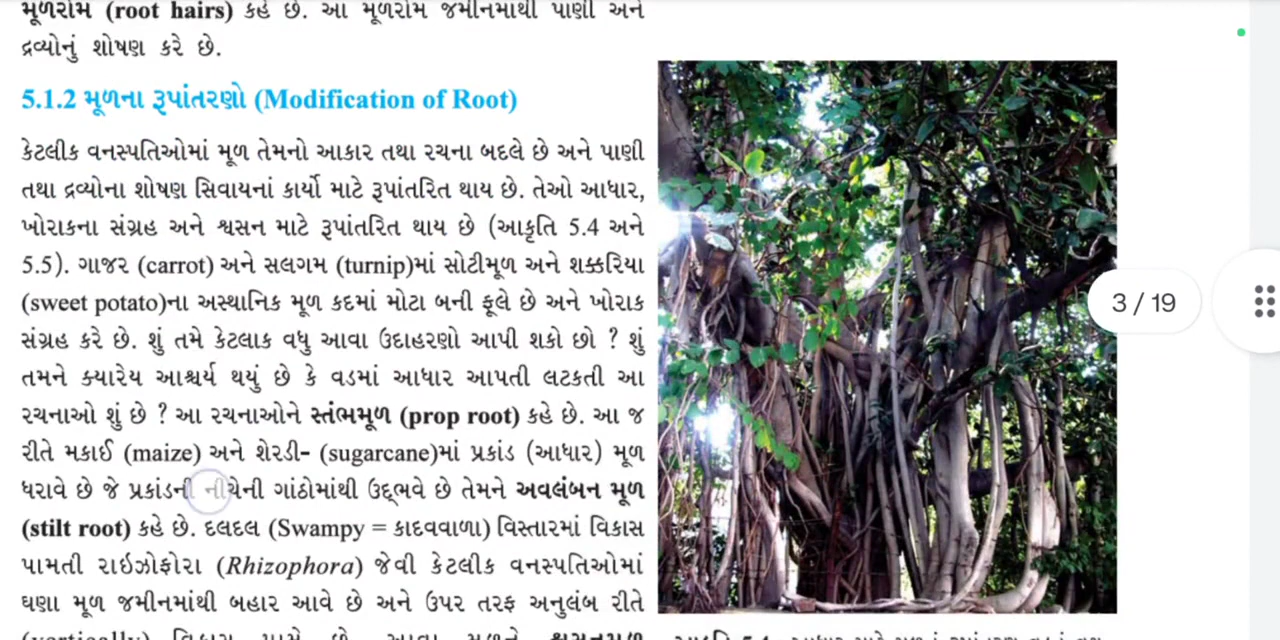 મૂળરોમ (root hairs) કહે છે. આ મૂળરોમ જમીનમાંથી પાણી અને
દ્રવ્યોનું શોષણ કરે છે.
5.1.2 મૂળના રૂપાંતરણો (Modification of Root)
કેટલીક વનસ્પતિઓમાં મૂળ તેમનો આકાર તથા રચના બદલે છે અને પાણી
તથા દ્રવ્યોના શોષણ સિવાયનાં કાર્યો માટે રૂપાંતરિત થાય છે. તેઓ આધાર,
ખોરાકના સંગ્રહ અને શ્વસન માટે રૂપાંતરિત થાય છે (આકૃતિ 5.4 અને
5.5). ગાજર (carrot) અને સલગમ (turnip)માં સોટીમૂળ અને શક્કરિયા
(sweet potato)ના અસ્થાનિક મૂળ કદમાં મોટા બની ફૂલે છે અને ખોરાક
સંગ્રહ કરે છે. શું તમે કેટલાક વધુ આવા ઉદાહરણો આપી શકો છો ? શું
તમને ક્યારેય આશ્ચર્ય થયું છે કે વડમાં આધાર આપતી લટકતી આ
રચનાઓ શું છે ? આ રચનાઓને સ્તંભમૂળ (prop root) કહે છે. આ જ
રીતે મકાઈ (maize) અને શેરડી- (sugarcane)માં પ્રકાંડ (આધાર) મૂળ
ધરાવે છે જે પ્રકાંડની નીચેની ગાંઠોમાંથી ઉદ્ભવે છે તેમને અવલંબન મૂળ
(stilt root) કહે છે. દલદલ (Swampy = કાદવવાળા) વિસ્તારમાં વિકાસ
પામતી રાઇઝોફોરા (Rhizophora) જેવી કેટલીક વનસ્પતિઓમાં
ઘણા મૂળ જમીનમાંથી બહાર આવે છે અને ઉપર તરફ અનુલંબ રીતે
3 / 19